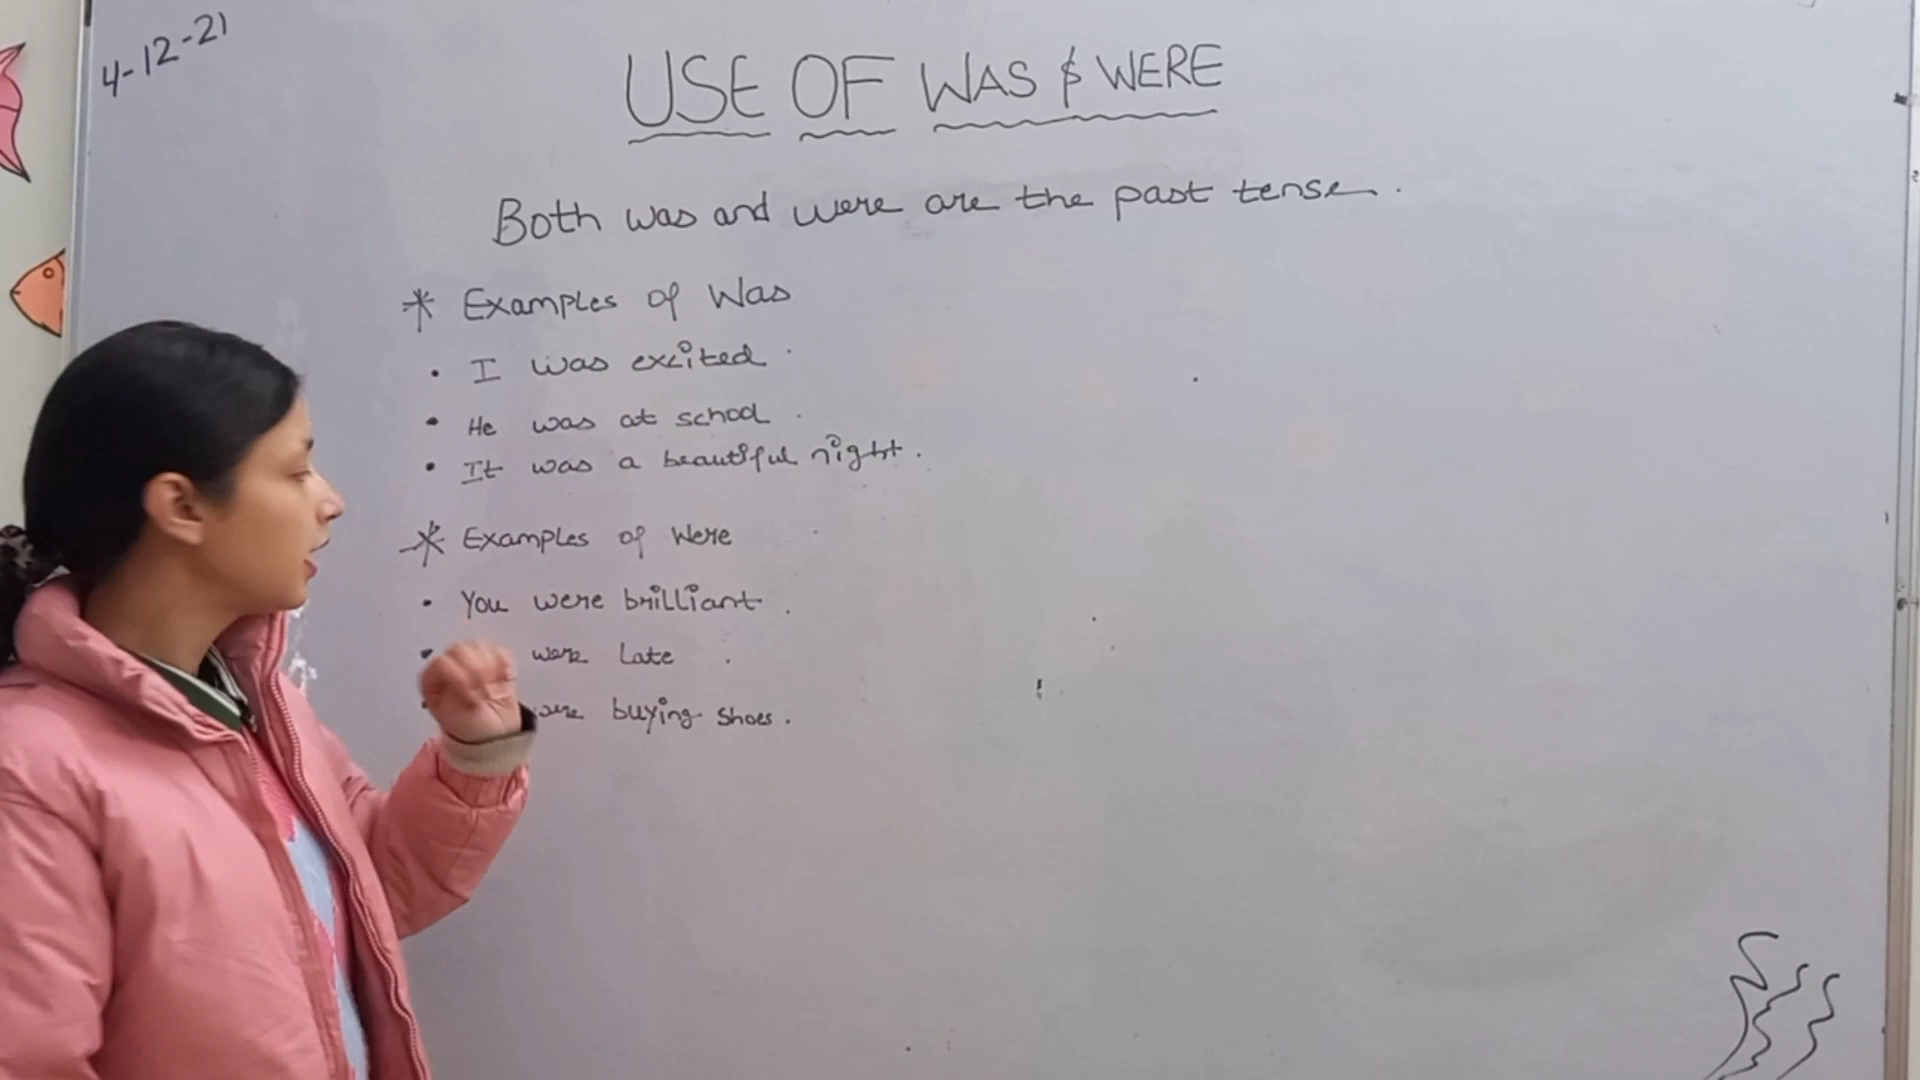 4-12-21
USE OF WAS & WERE
Both was and were are the past tense.
* Examples of Was
• I was excited.
• He was at school.
• It was a beautiful night.
* Examples of Were
• You were brilliant.
• were late.
• were buying shoes.